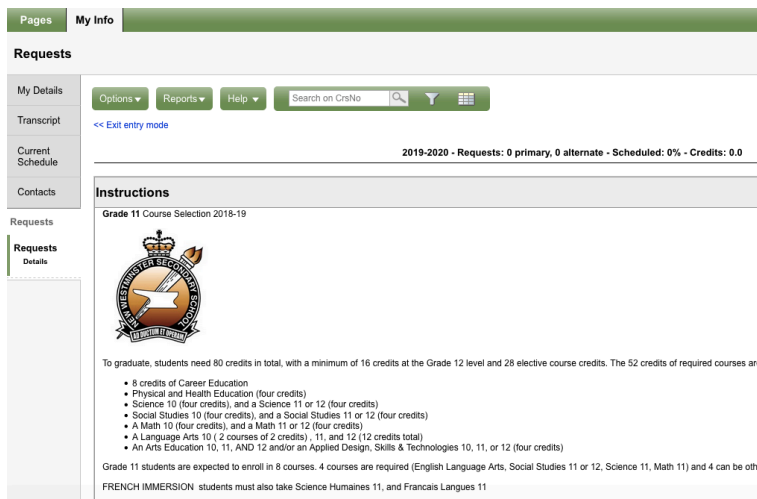 Pages My Info
Requests
My Details
Transcript
Current
Schedule
Contacts
Requests
Requests
Details
Options Reports Help Search on CrsNo
<< Exit entry mode
2019-2020 - Requests: 0 primary, 0 alternate - Scheduled: 0% - Credits: 0.0
Instructions
Grade 11 Course Selection 2018-19
NEW WESTMINSTER SECONDARY SCHOOL
To graduate, students need 80 credits in total, with a minimum of 16 credits at the Grade 12 level and 28 elective course credits. The 52 credits of required courses ar
• 8 credits of Career Education
• Physical and Health Education (four credits)
• Science 10 (four credits), and a Science 11 or 12 (four credits)
• Social Studies 10 (four credits), and a Social Studies 11 or 12 (four credits)
• A Math 10 (four credits), and a Math 11 or 12 (four credits)
• A Language Arts 10 ( 2 courses of 2 credits) , 11, and 12 (12 credits total)
• An Arts Education 10, 11, AND 12 and/or an Applied Design, Skills & Technologies 10, 11, or 12 (four credits)
Grade 11 students are expected to enroll in 8 courses. 4 courses are required (English Language Arts, Social Studies 11 or 12, Science 11, Math 11) and 4 can be oth
FRENCH IMMERSION students must also take Science Humaines 11, and Francais Langues 11